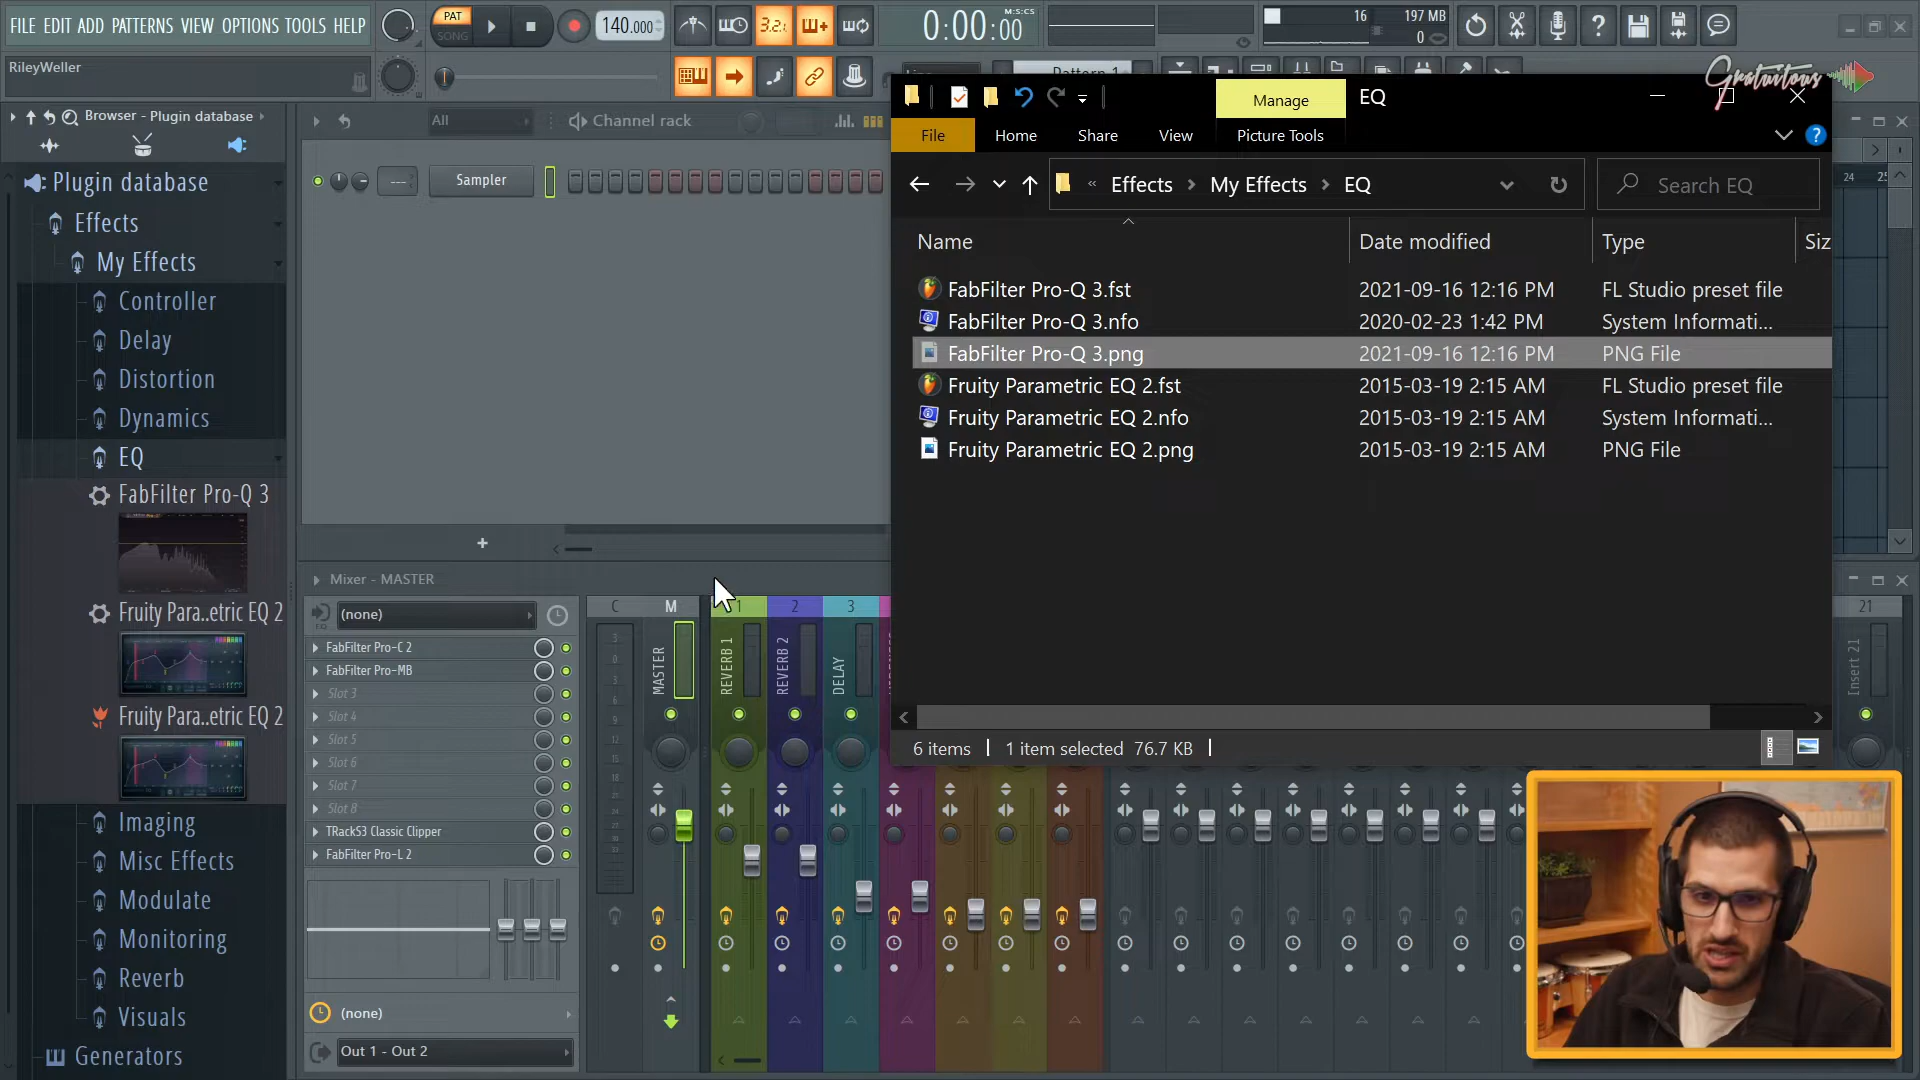 FILE EDIT ADD PATTERNS VIEW OPTIONS TOOLS HELP
PAT
SONG
140.000
3.2.
0:00:00
M:S:CS
16
197 MB
0
RileyWeller
Pattern 1
Gratuitous
Browser - Plugin database
All
Channel rack
Plugin database
Effects
My Effects
Controller
Delay
Distortion
Dynamics
EQ
FabFilter Pro-Q 3
Fruity Para..etric EQ 2
Fruity Para..etric EQ 2
Imaging
Misc Effects
Modulate
Monitoring
Reverb
Visuals
Generators
---
Sampler
+
Manage
EQ
File
Home
Share
View
Picture Tools
« Effects > My Effects > EQ
Search EQ
Name
Date modified
Type
Siz
FabFilter Pro-Q 3.fst 2021-09-16 12:16 PM FL Studio preset file
FabFilter Pro-Q 3.nfo 2020-02-23 1:42 PM System Informati...
FabFilter Pro-Q 3.png 2021-09-16 12:16 PM PNG File
Fruity Parametric EQ 2.fst 2015-03-19 2:15 AM FL Studio preset file
Fruity Parametric EQ 2.nfo 2015-03-19 2:15 AM System Informati...
Fruity Parametric EQ 2.png 2015-03-19 2:15 AM PNG File
6 items
1 item selected 76.7 KB
24
Mixer - MASTER
(none)
FabFilter Pro-C 2
FabFilter Pro-MB
Slot 3
Slot 4
Slot 5
Slot 6
Slot 7
Slot 8
TRackS3 Classic Clipper
FabFilter Pro-L 2
(none)
Out 1 - Out 2
C
M
1
2
3
21
MASTER
REVERB 1
REVERB 2
DELAY
Insert 21